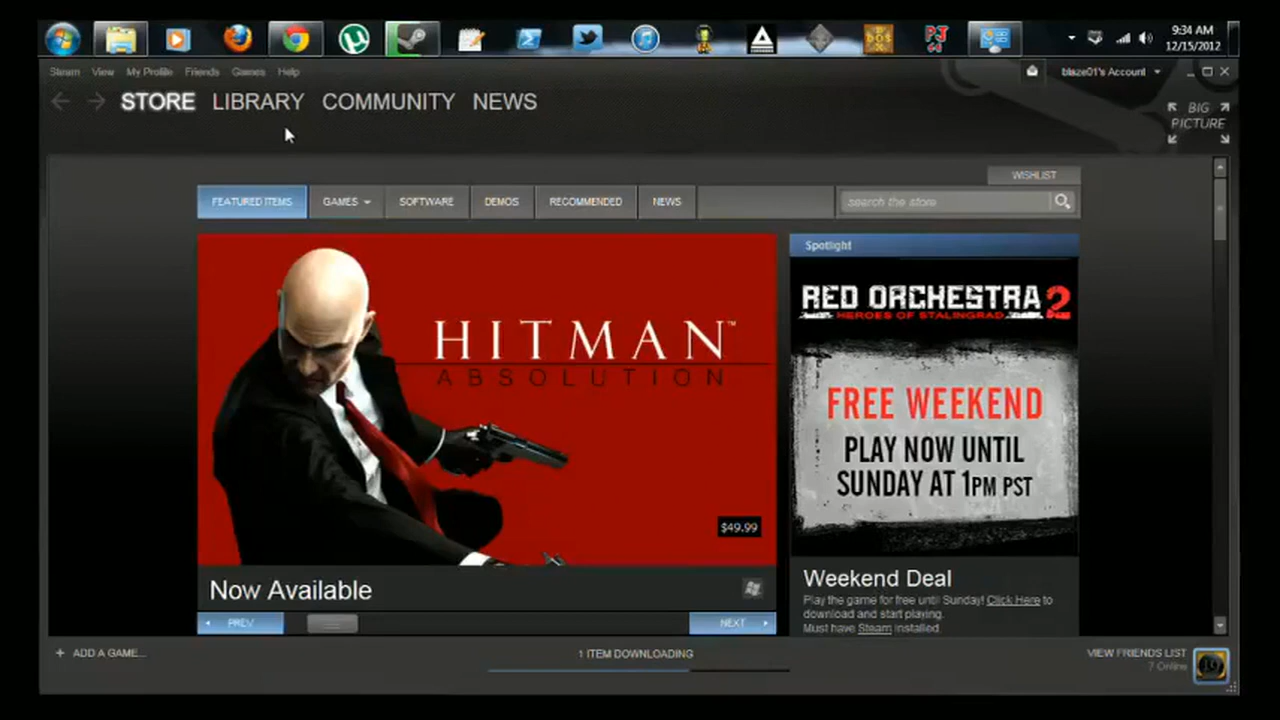 9:34 AM
12/15/2012
Steam View My Profile Friends Games Help
blaze01's Account
STORE LIBRARY COMMUNITY NEWS
BIG PICTURE
WISHLIST
FEATURED ITEMS GAMES SOFTWARE DEMOS RECOMMENDED NEWS
search the store
Spotlight
RED ORCHESTRA 2
HEROES OF STALINGRAD
HITMAN™
ABSOLUTION
FREE WEEKEND
PLAY NOW UNTIL
SUNDAY AT 1PM PST
$49.99
Now Available
Weekend Deal
Play the game for free until Sunday! Click Here to
download and start playing.
Must have Steam installed.
PREV NEXT
+ ADD A GAME...
1 ITEM DOWNLOADING
VIEW FRIENDS LIST
7 Online